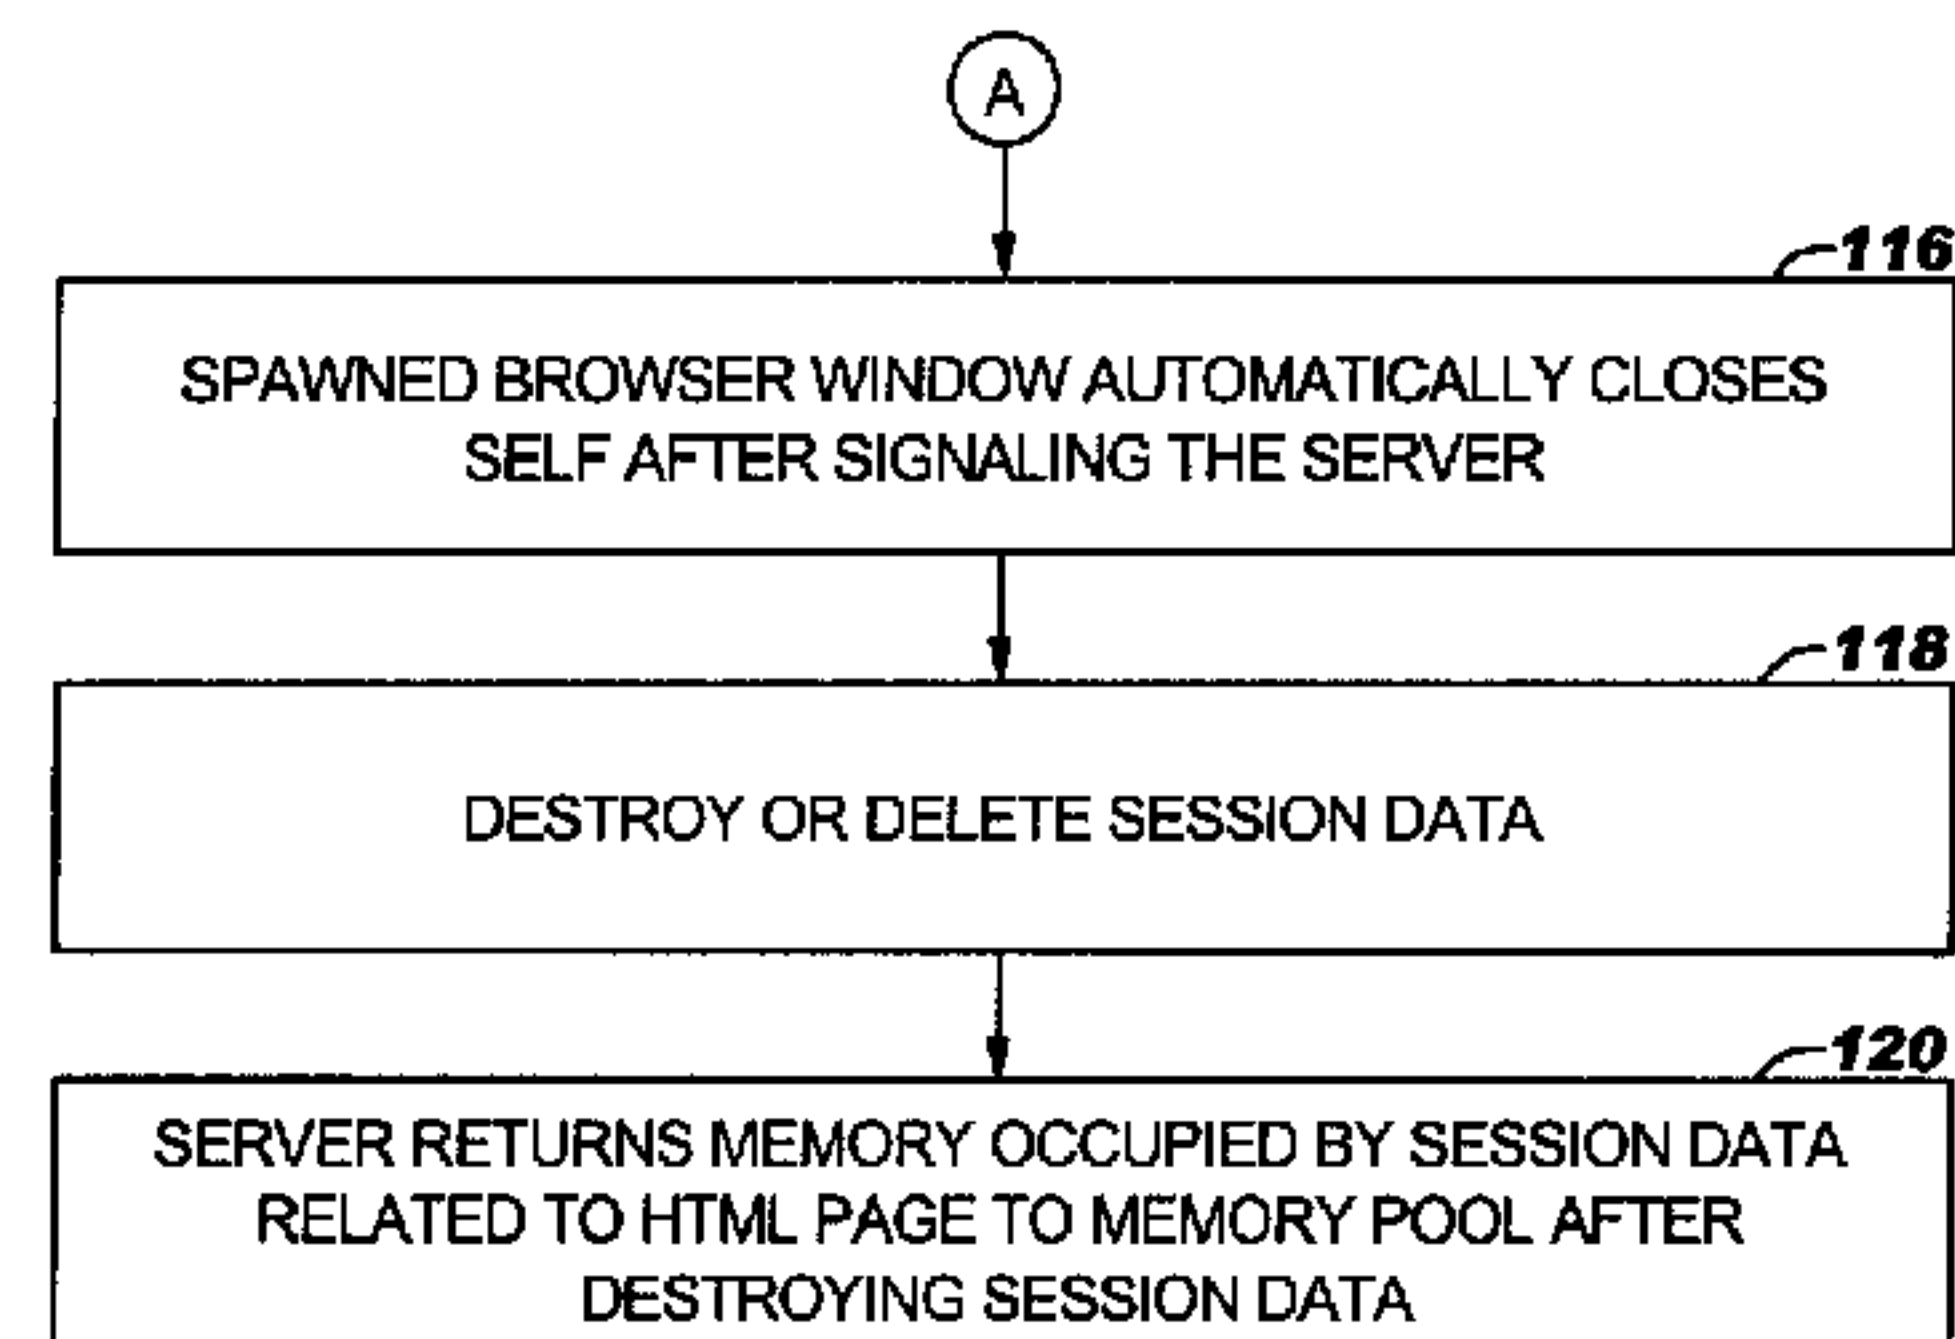 A
116
SPAWNED BROWSER WINDOW AUTOMATICALLY CLOSES
SELF AFTER SIGNALING THE SERVER
118
DESTROY OR DELETE SESSION DATA
120
SERVER RETURNS MEMORY OCCUPIED BY SESSION DATA
RELATED TO HTML PAGE TO MEMORY POOL AFTER
DESTROYING SESSION DATA